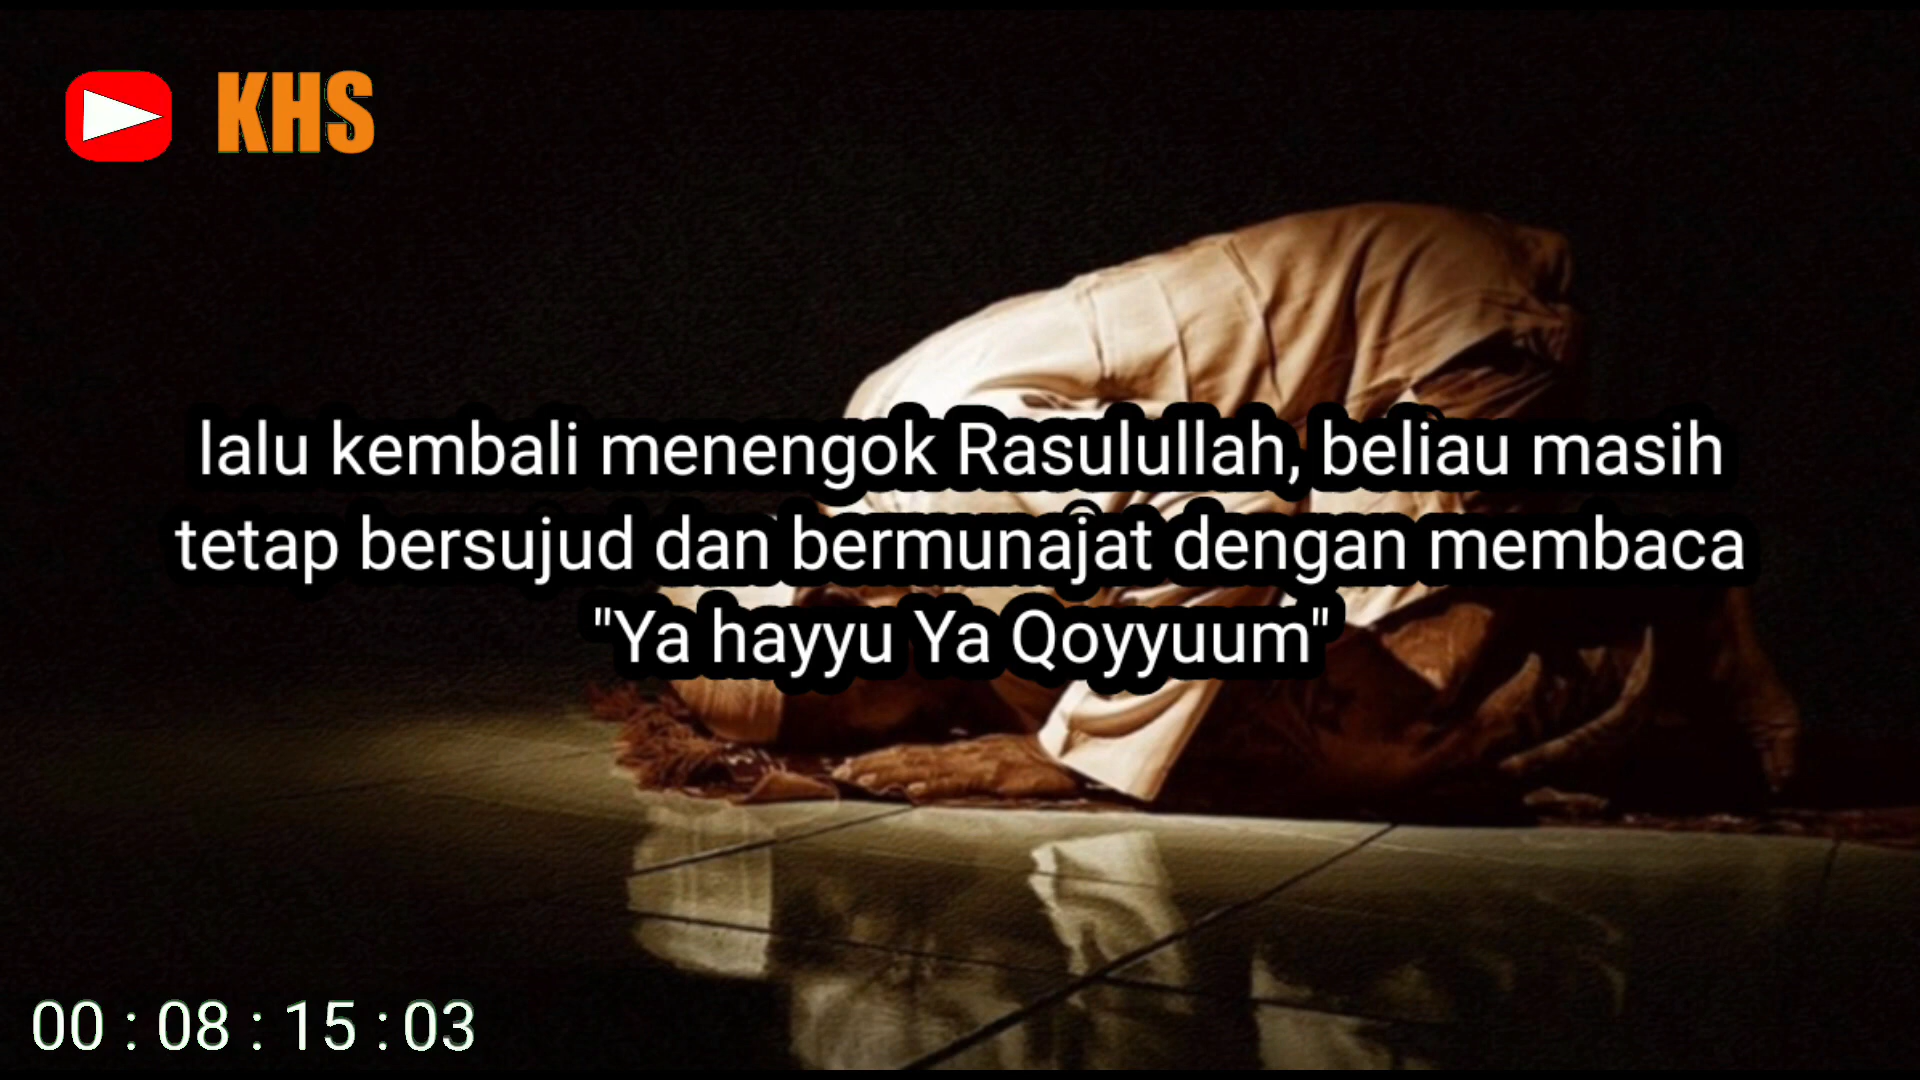 KHS
lalu kembali menengok Rasulullah, beliau masih
tetap bersujud dan bermunajat dengan membaca
"Ya hayyu Ya Qoyyuum"
00 : 08 : 15 : 03